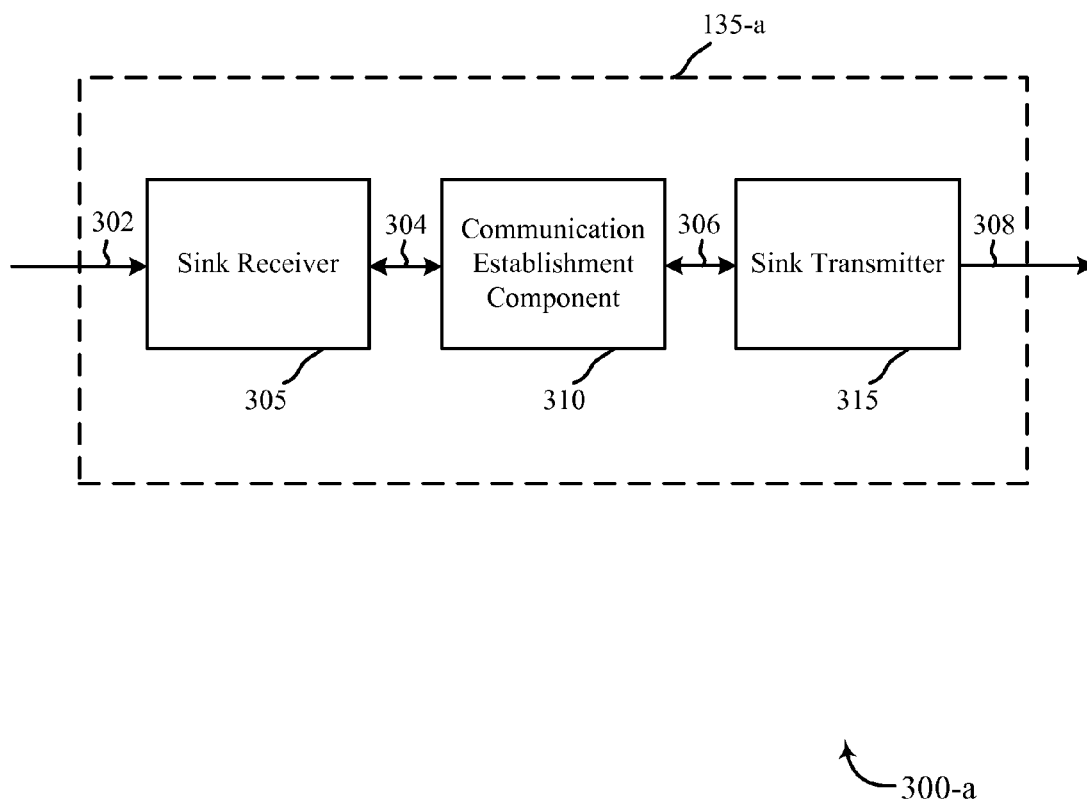 135-a
302
Sink Receiver
304
Communication
Establishment
Component
306
Sink Transmitter
308
305
310
315
300-a